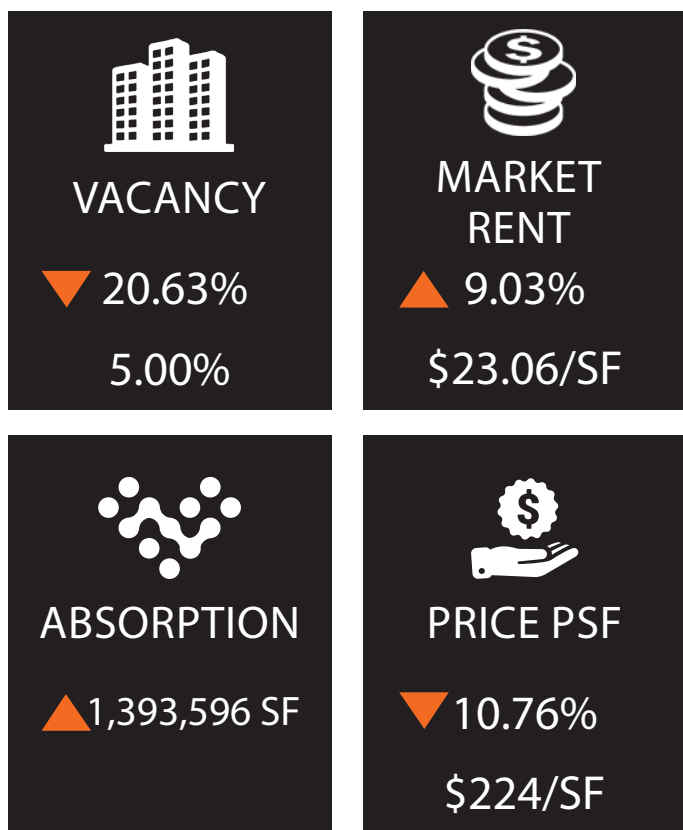 VACANCY
▼ 20.63%
5.00%
$
MARKET
RENT
▲ 9.03%
$23.06/SF
ABSORPTION
▲ 1,393,596 SF
$
PRICE PSF
▼ 10.76%
$224/SF